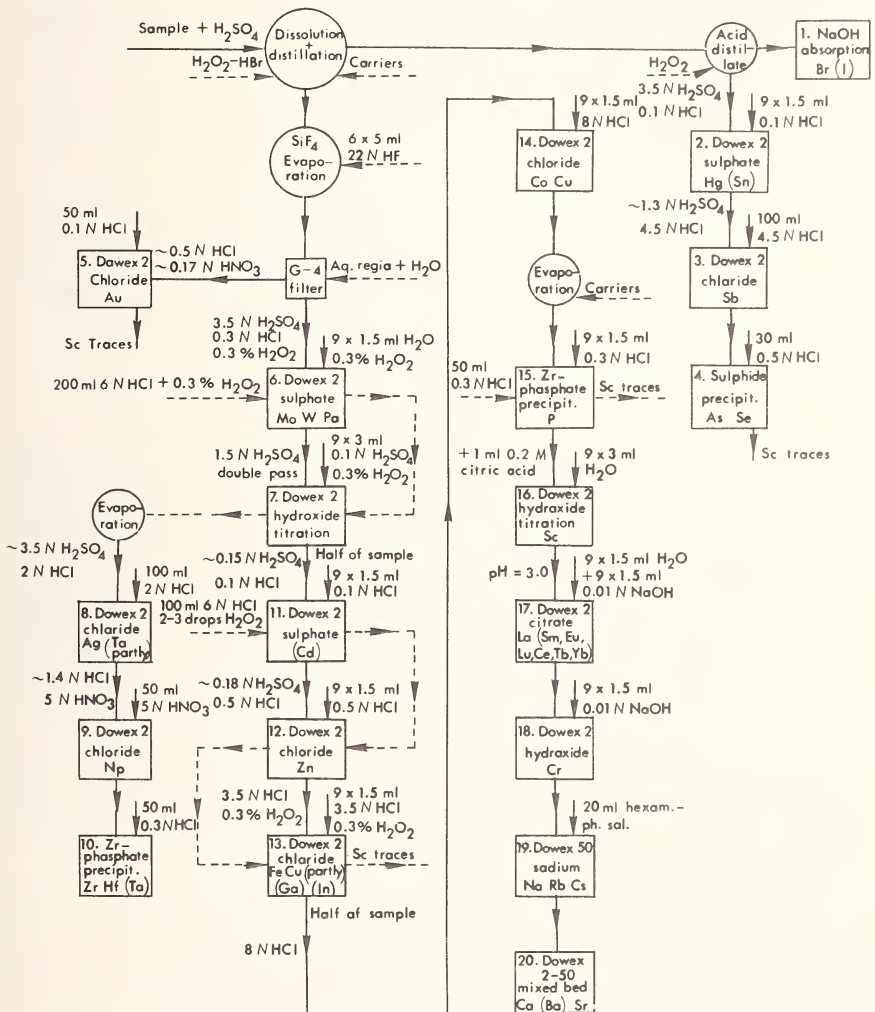 Sample + H2SO4
Dissolution
+
distillation
H2O2-HBr
Carriers
Acid
distil-
late
H2O2
1. NaOH
absorption
Br (I)
3.5 N H2SO4
0.1 N HCl
9 x 1.5 ml
0.1 N HCl
2. Dowex 2
sulphate
Hg (Sn)
~1.3 N H2SO4
4.5 N HCl
100 ml
4.5 N HCl
3. Dowex 2
chlaride
Sb
30 ml
0.5 N HCl
4. Sulphide
precipit.
As Se
Sc traces
SiF4
Evapo-
ration
6 x 5 ml
22 N HF
50 ml
0.1 N HCl
5. Dawex 2
Chloride
Au
~0.5 N HCl
~0.17 N HNO3
G-4
filter
Aq. regia + H2O
Sc Traces
3.5 N H2SO4
0.3 N HCl
0.3 % H2O2
9 x 1.5 ml H2O
0.3% H2O2
200 ml 6 N HCl + 0.3 % H2O2
6. Dowex 2
sulphate
Mo W Pa
1.5 N H2SO4
double pass
9 x 3 ml
0.1 N H2SO4
0.3% H2O2
7. Dowex 2
hydroxide
titration
Evapo-
ration
~3.5 N H2SO4
2 N HCl
100 ml
2 N HCl
8. Dowex 2
chlaride
Ag (Ta
partly)
~1.4 N HCl
5 N HNO3
50 ml
5 N HNO3
9. Dowex 2
chloride
Np
50 ml
0.3 N HCl
10. Zr-
phasphate
precipit.
Zr Hf (Ta)
Half of sample
~0.15 N H2SO4
0.1 N HCl
9 x 1.5 ml
0.1 N HCl
100 ml 6 N HCl
2-3 drops H2O2
11. Dowex 2
sulphate
(Cd)
~0.18 N H2SO4
0.5 N HCl
9 x 1.5 ml
0.5 N HCl
12. Dowex 2
chloride
Zn
3.5 N HCl
0.3% H2O2
9 x 1.5 ml
3.5 N HCl
0.3% H2O2
13. Dowex 2
chloride
Fe Cu (partly)
(Ga) (In)
Sc traces
Half af sample
8 N HCl
9 x 1.5 ml
8 N HCl
14. Dowex 2
chloride
Co Cu
Evapo-
ration
Carriers
9 x 1.5 ml
0.3 N HCl
50 ml
0.3 N HCl
15. Zr-
phasphate
precipit.
P
Sc traces
+ 1 ml 0.2 M
citric acid
9 x 3 ml
H2O
16. Dowex 2
hydraxide
titration
Sc
pH = 3.0
9 x 1.5 ml H2O
+ 9 x 1.5 ml
0.01 N NaOH
17. Dowex 2
citrate
La (Sm, Eu,
Lu,Ce,Tb,Yb)
9 x 1.5 ml
0.01 N NaOH
18. Dowex 2
hydraxide
Cr
20 ml hexam.-
ph. sal.
19. Dowex 50
sadium
Na Rb Cs
20. Dowex
2-50
mixed bed
Ca (Ba) Sr